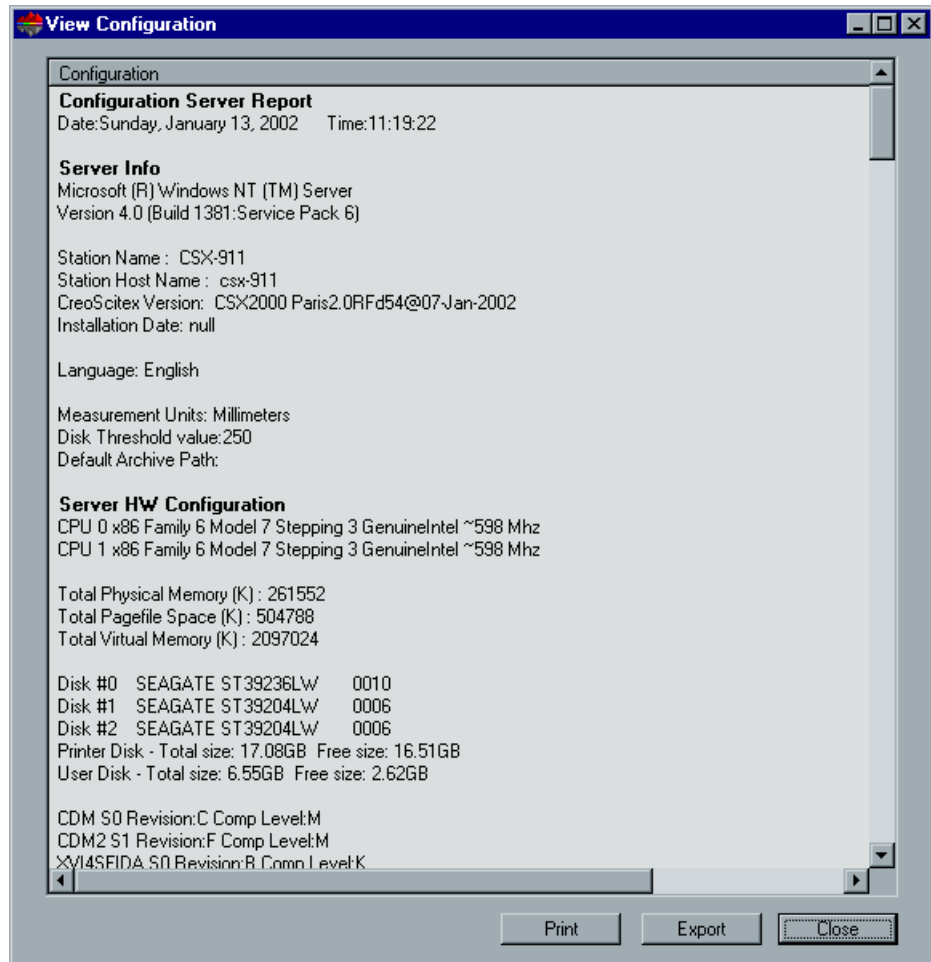 View Configuration
Configuration
Configuration Server Report
Date:Sunday, January 13, 2002 Time:11:19:22
Server Info
Microsoft (R) Windows NT (TM) Server
Version 4.0 (Build 1381:Service Pack 6)
Station Name : CSX-911
Station Host Name : csx-911
CreoScitex Version: CSX2000 Paris2.0RFd54@07-Jan-2002
Installation Date: null
Language: English
Measurement Units: Millimeters
Disk Threshold value:250
Default Archive Path:
Server HW Configuration
CPU 0 x86 Family 6 Model 7 Stepping 3 GenuineIntel ~598 Mhz
CPU 1 x86 Family 6 Model 7 Stepping 3 GenuineIntel ~598 Mhz
Total Physical Memory (K) : 261552
Total Pagefile Space (K) : 504788
Total Virtual Memory (K) : 2097024
Disk #0 SEAGATE ST39236LW 0010
Disk #1 SEAGATE ST39204LW 0006
Disk #2 SEAGATE ST39204LW 0006
Printer Disk - Total size: 17.08GB Free size: 16.51GB
User Disk - Total size: 6.55GB Free size: 2.62GB
CDM S0 Revision:C Comp Level:M
CDM2 S1 Revision:F Comp Level:M
S0 Revision:B Comp Level:K
Print
Export
Close